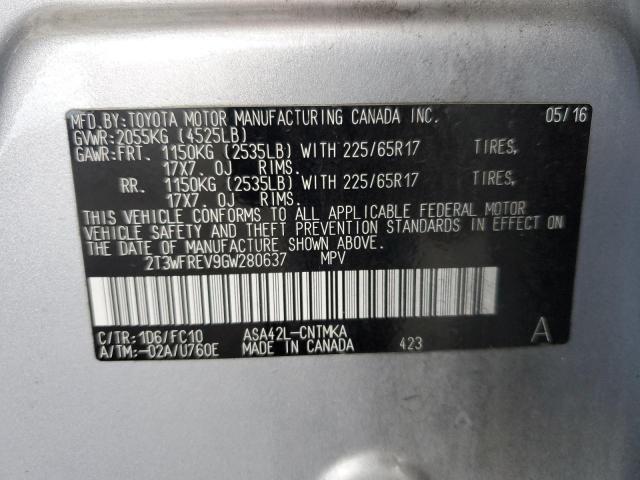 MFD.BY:TOYOTA MOTOR MANUFACTURING CANADA INC. 05/16
GVWR:2055KG (4525LB)
GAWR:FRT. 1150KG (2535LB) WITH 225/65R17 TIRES,
17X7.0J RIMS.
RR. 1150KG (2535LB) WITH 225/65R17 TIRES,
17X7.0J RIMS.
THIS VEHICLE CONFORMS TO ALL APPLICABLE FEDERAL MOTOR
VEHICLE SAFETY AND THEFT PREVENTION STANDARDS IN EFFECT ON
THE DATE OF MANUFACTURE SHOWN ABOVE.
2T3WFREV9GW280637 MPV
C/TR:1D6/FC10 ASA42L-CNTMKA A
A/TM:-02A/U760E MADE IN CANADA 423